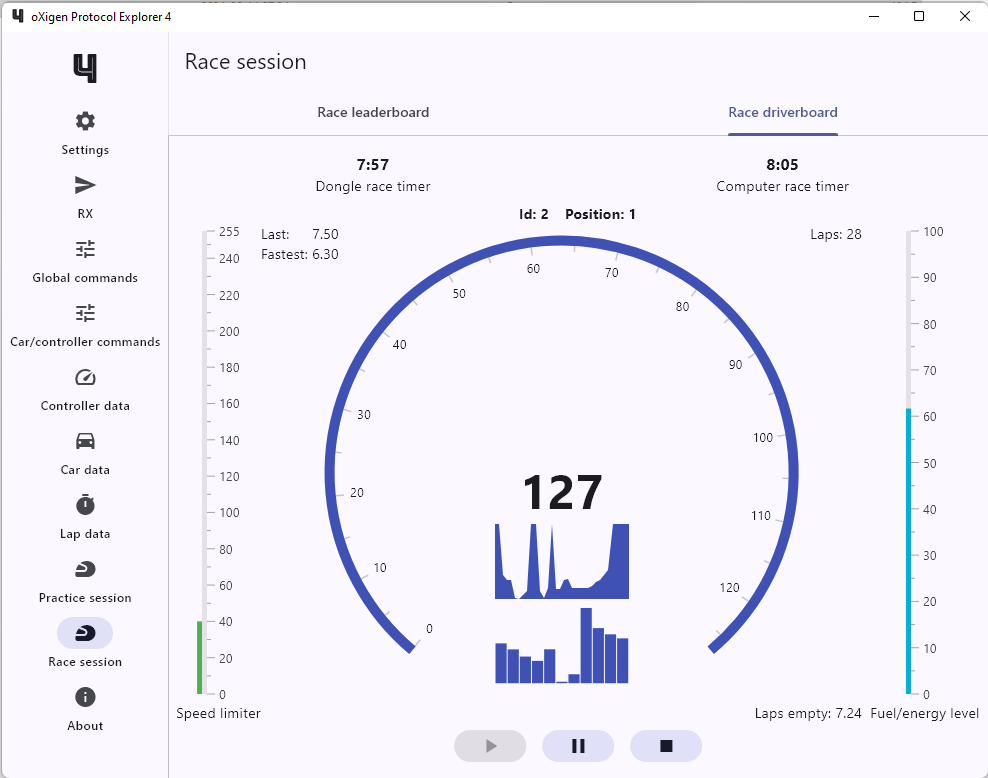 oXigen Protocol Explorer 4
Settings
RX
Global commands
Car/controller commands
Controller data
Car data
Lap data
Practice session
Race session
About
Race session
Race leaderboard
Race driverboard
7:57
Dongle race timer
8:05
Computer race timer
Id: 2 Position: 1
255
240
220
200
180
160
140
120
100
80
60
40
20
0
Speed limiter
Last: 7.50
Fastest: 6.30
0
10
20
30
40
50
60
70
80
90
100
110
120
127
Laps: 28
100
90
80
70
60
50
40
30
20
10
0
Laps empty: 7.24 Fuel/energy level